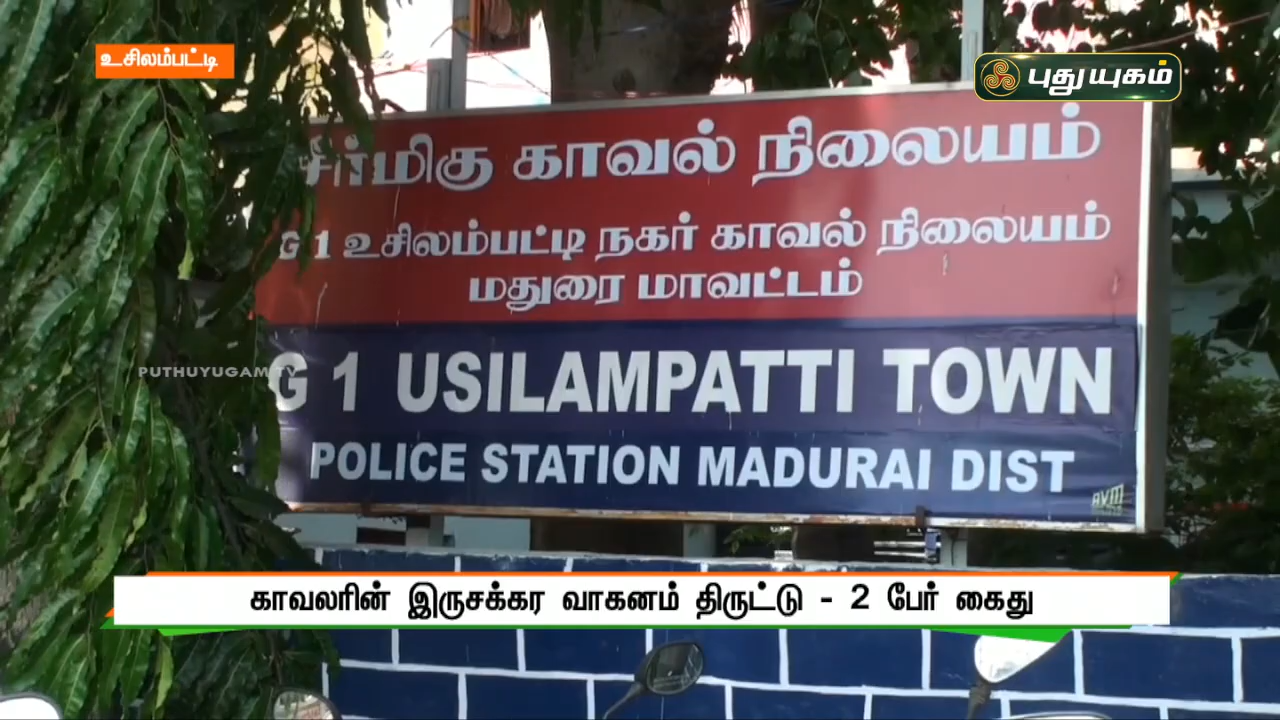 உசிலம்பட்டி
புதுயுகம்
சீர்மிகு காவல் நிலையம்
G 1 உசிலம்பட்டி நகர் காவல் நிலையம்
மதுரை மாவட்டம்
PUTHUYUGAM TV
G 1 USILAMPATTI TOWN
POLICE STATION MADURAI DIST
காவலரின் இருசக்கர வாகனம் திருட்டு - 2 பேர் கைது